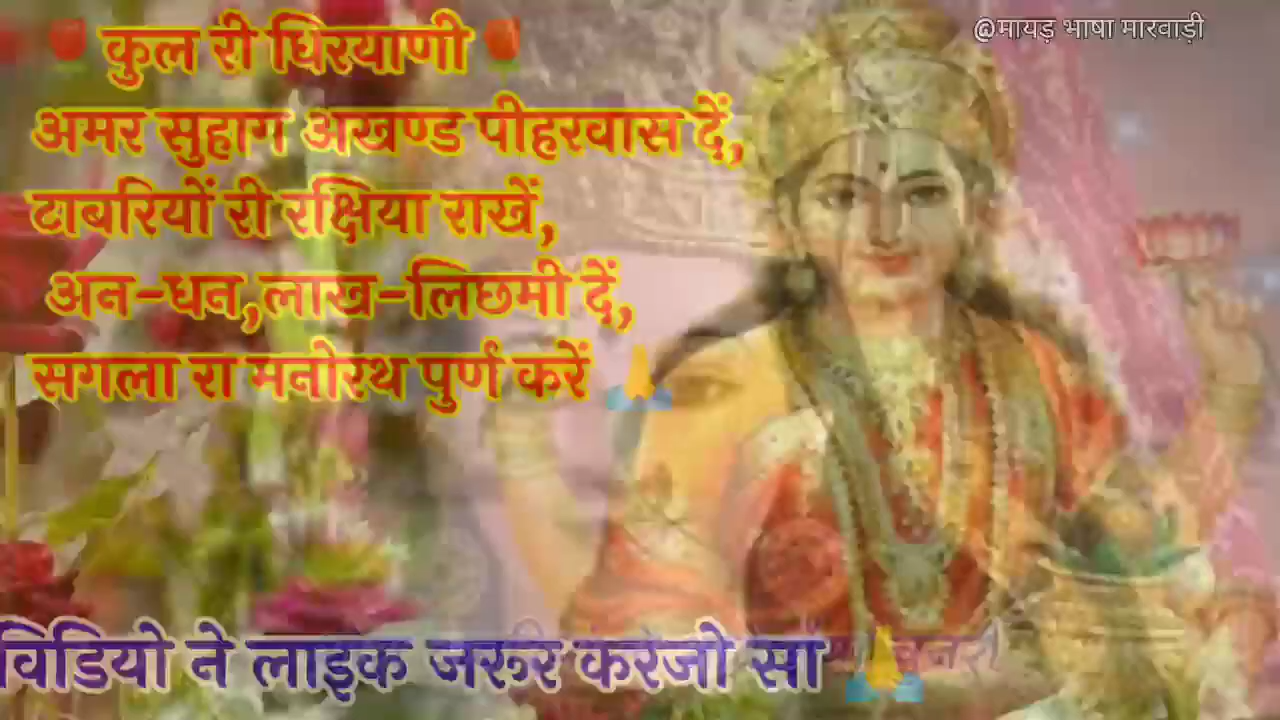 @मायड़ भाषा मारवाड़ी
कुल री धिरयाणी
अमर सुहाग अखण्ड पीहरवास दें,
टाबरियों री रक्षिया राखें,
अन-धन,लाख-लिछमी दें,
सगला रा मनोरथ पुर्ण करें 🙏
विडियो ने लाइक जरूर करजो सा 🙏